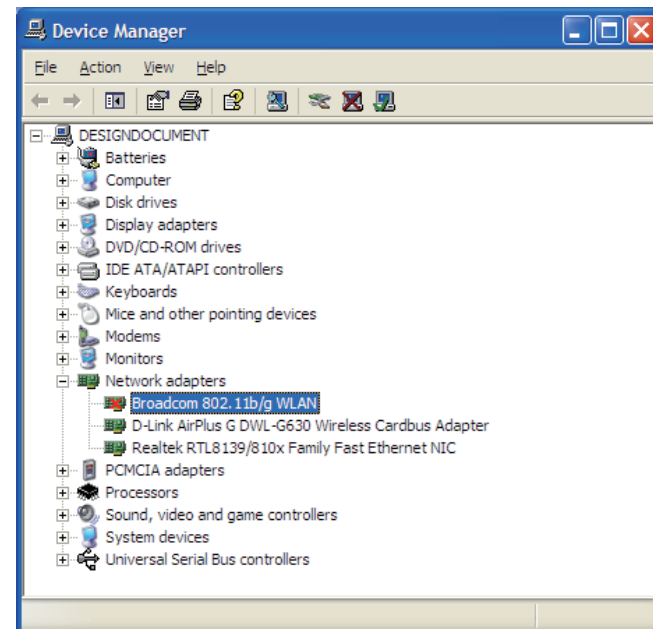 Device Manager
File Action View Help
DESIGNDOCUMENT
Batteries
Computer
Disk drives
Display adapters
DVD/CD-ROM drives
IDE ATA/ATAPI controllers
Keyboards
Mice and other pointing devices
Modems
Monitors
Network adapters
Broadcom 802.11b/g WLAN
D-Link AirPlus G DWL-G630 Wireless Cardbus Adapter
Realtek RTL8139/810x Family Fast Ethernet NIC
PCMCIA adapters
Processors
Sound, video and game controllers
System devices
Universal Serial Bus controllers